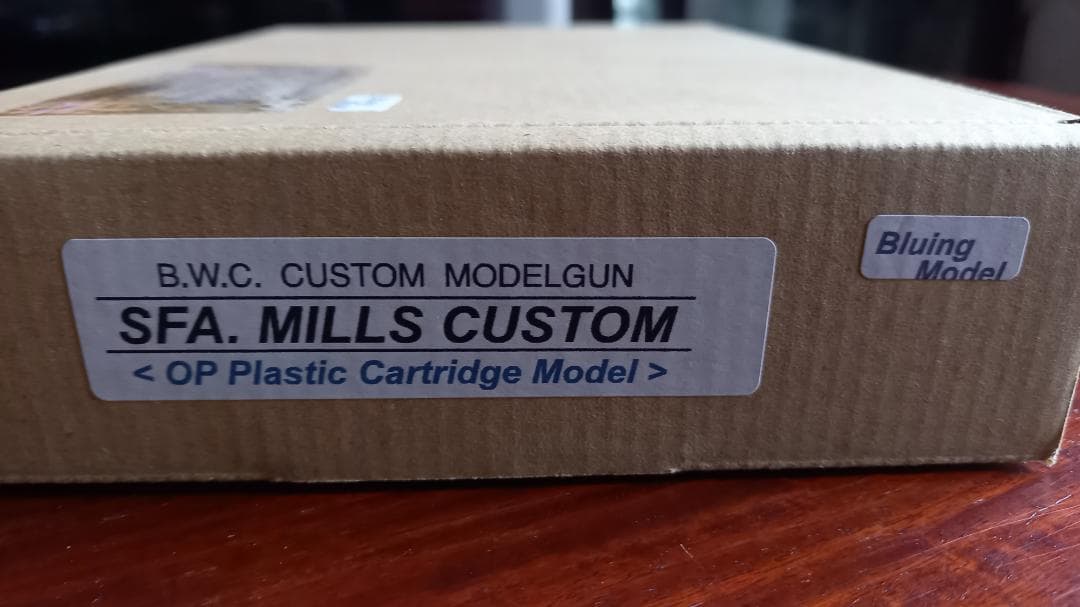 B.W.C. CUSTOM MODELGUN
SFA. MILLS CUSTOM
< OP Plastic Cartridge Model >
Bluing
Model